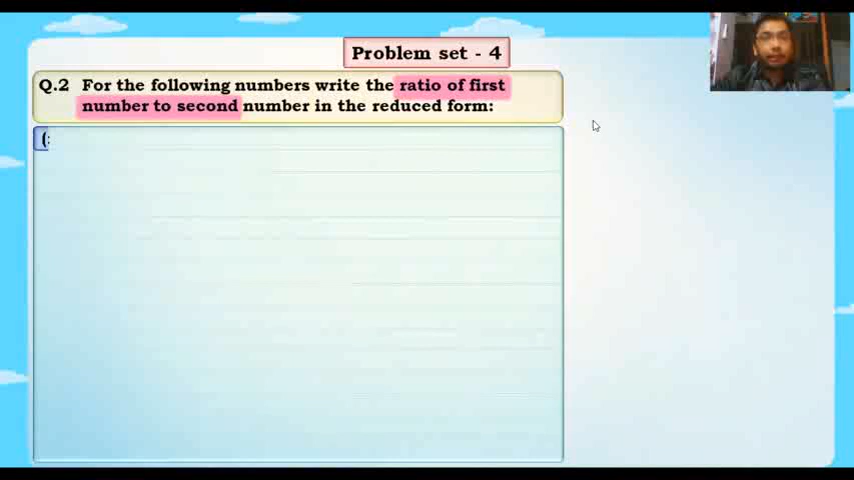 Problem set - 4
Q.2 For the following numbers write the ratio of first
number to second number in the reduced form:
(